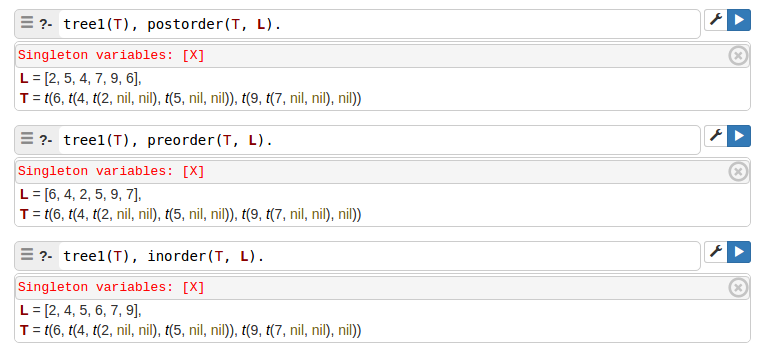 ?- tree1(T), postorder(T, L).
Singleton variables: [X]
L = [2, 5, 4, 7, 9, 6],
T = t(6, t(4, t(2, nil, nil), t(5, nil, nil)), t(9, t(7, nil, nil), nil))
?- tree1(T), preorder(T, L).
Singleton variables: [X]
L = [6, 4, 2, 5, 9, 7],
T = t(6, t(4, t(2, nil, nil), t(5, nil, nil)), t(9, t(7, nil, nil), nil))
?- tree1(T), inorder(T, L).
Singleton variables: [X]
L = [2, 4, 5, 6, 7, 9],
T = t(6, t(4, t(2, nil, nil), t(5, nil, nil)), t(9, t(7, nil, nil), nil))